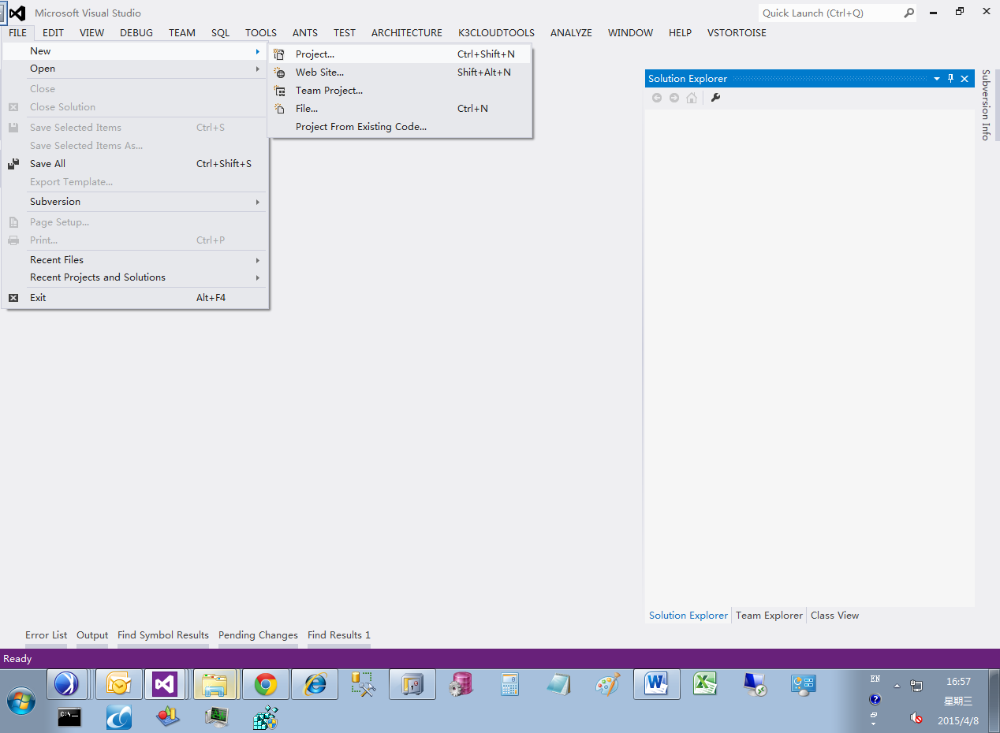 Microsoft Visual Studio
Quick Launch (Ctrl+Q)
FILE EDIT VIEW DEBUG TEAM SQL TOOLS ANTS TEST ARCHITECTURE K3CLOUDTOOLS ANALYZE WINDOW HELP VSTORTOISE
New
Open
Close
Close Solution
Save Selected Items Ctrl+S
Save Selected Items As...
Save All Ctrl+Shift+S
Export Template...
Subversion
Page Setup...
Print... Ctrl+P
Recent Files
Recent Projects and Solutions
Exit Alt+F4
Project... Ctrl+Shift+N
Web Site... Shift+Alt+N
Team Project...
File... Ctrl+N
Project From Existing Code...
Solution Explorer
Subversion Info
Solution Explorer Team Explorer Class View
Error List Output Find Symbol Results Pending Changes Find Results 1
Ready
EN
16:57
星期三
2015/4/8